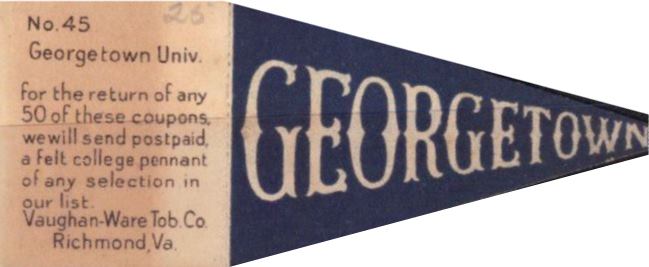 No. 45
Georgetown Univ.
For the return of any
50 of these coupons,
we will send postpaid,
a felt college pennant
of any selection in
our list.
Vaughan-Ware Tob. Co.
Richmond, Va.
GEORGETOWN